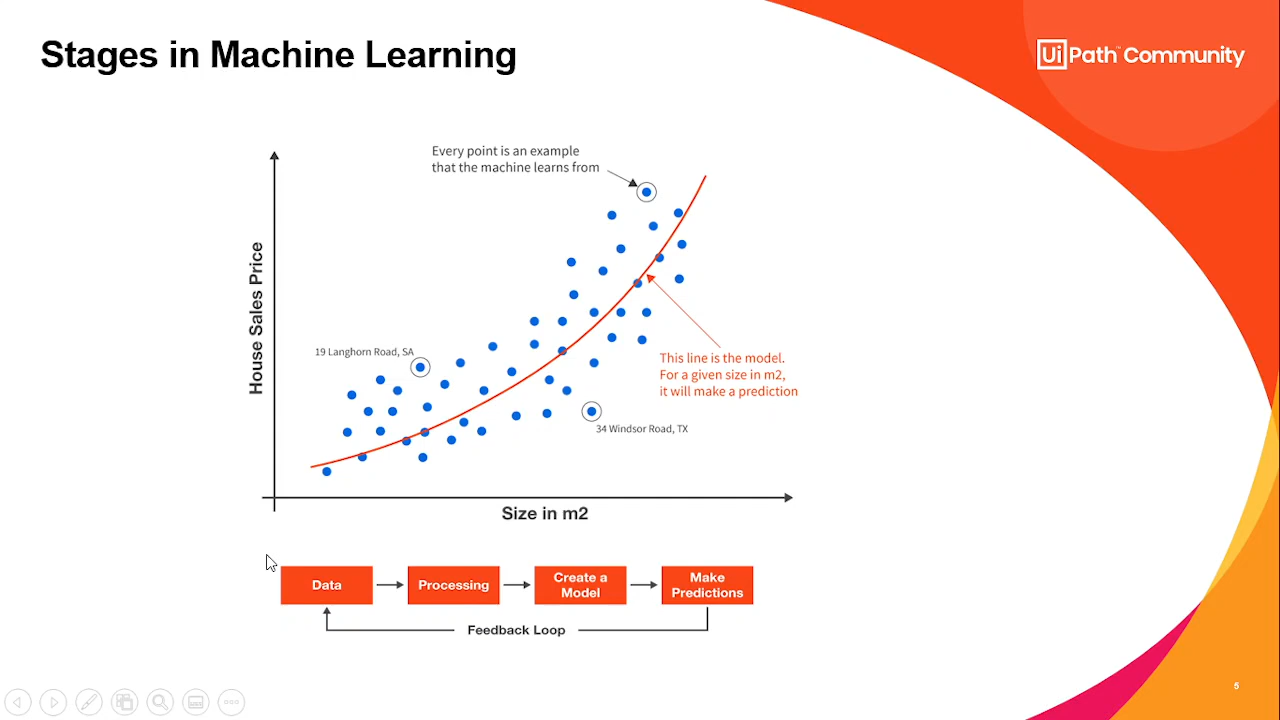 Stages in Machine Learning
UiPath™ Community
Every point is an example
that the machine learns from
House Sales Price
19 Langhorn Road, SA
This line is the model.
For a given size in m2,
it will make a prediction
34 Windsor Road, TX
Size in m2
Data
Processing
Create a
Model
Make
Predictions
Feedback Loop
5